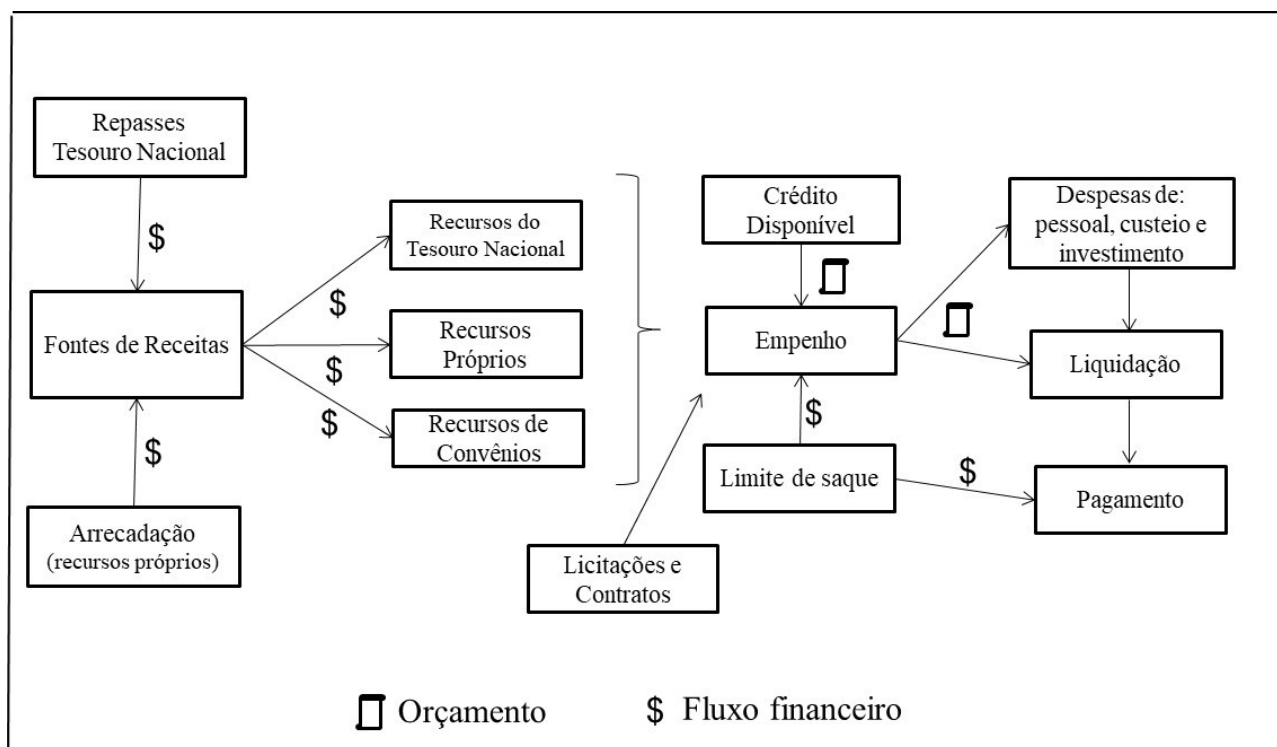 Repasses
Tesouro Nacional
$
Fontes de Receitas
$
Arrecadação
(recursos próprios)
$
$
$
Recursos do
Tesouro Nacional
Recursos
Próprios
Recursos de
Convênios
Crédito
Disponível
Empenho
$
Limite de saque
Licitações e
Contratos
$
Despesas de:
pessoal, custeio e
investimento
Liquidação
Pagamento
Orçamento
$ Fluxo financeiro